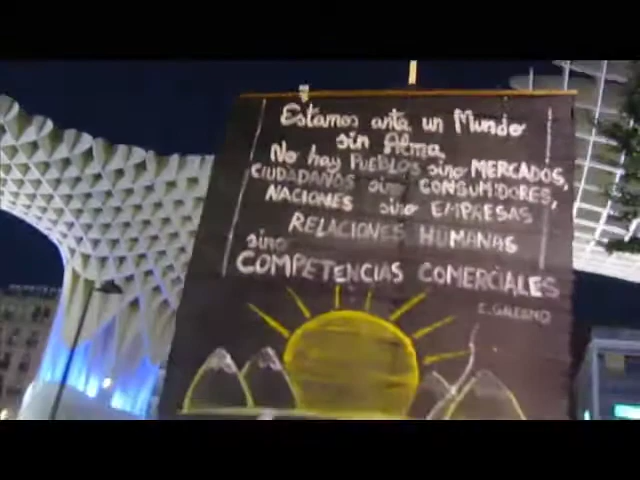 Estamos ante un Mundo
sin Alma
No hay PUEBLOS sino MERCADOS,
CIUDADANOS sino CONSUMIDORES,
NACIONES sino EMPRESAS
RELACIONES HUMANAS
sino
COMPETENCIAS COMERCIALES
E. GALEANO